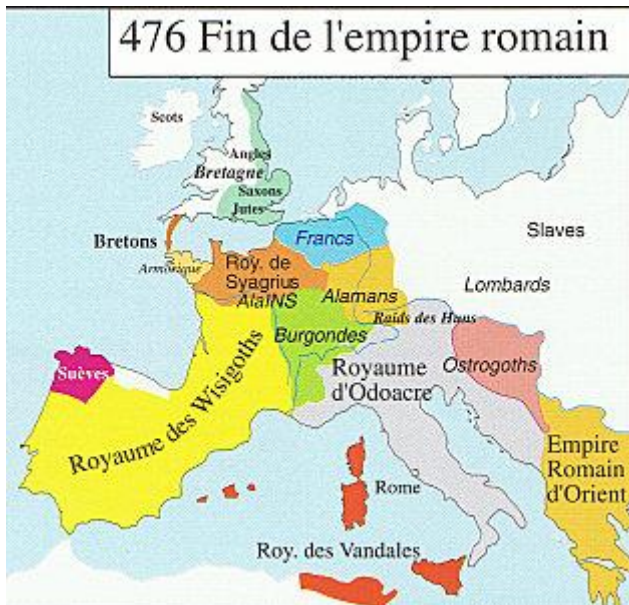 476 Fin de l'empire romain
Scots
Angles
Bretagne
Saxons
Jutes
Bretons
Francs
Slaves
Armorique
Roy. de
Syagrius
AlaINS
Alamans
Lombards
Raids des Huns
Burgondes
Suèves
Royaume des Wisigoths
Royaume
d'Odoacre
Ostrogoths
Empire
Romain
d'Orient
Rome
Roy. des Vandales